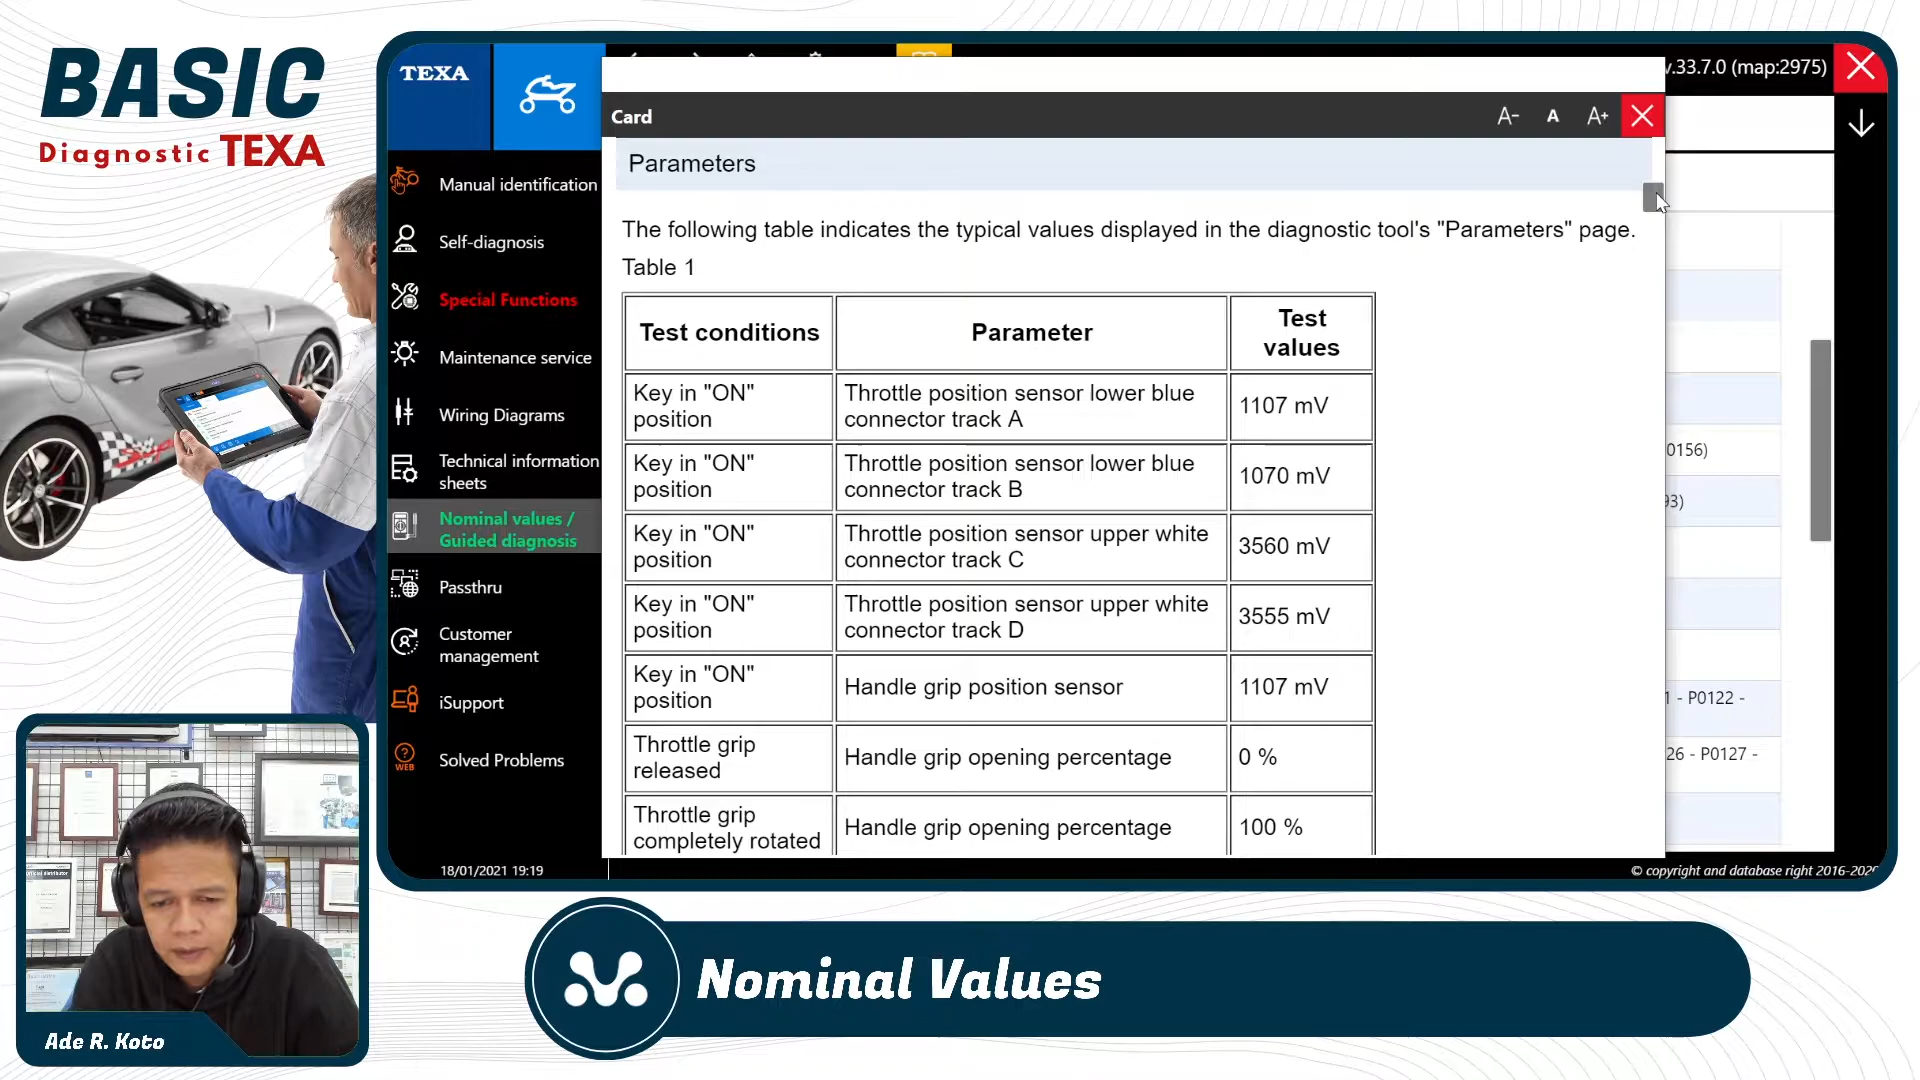 BASIC
Diagnostic TEXA
TEXA
v.33.7.0 (map:2975)
Card
A-
A
A+
Manual identification
Self-diagnosis
Special Functions
Maintenance service
Wiring Diagrams
Technical information
sheets
Nominal values /
Guided diagnosis
Passthru
Customer
management
iSupport
WEB
Solved Problems
18/01/2021 19:19
Parameters
The following table indicates the typical values displayed in the diagnostic tool's "Parameters" page.
Table 1
Test conditions
Parameter
Test
values
Key in "ON"
position
Throttle position sensor lower blue
connector track A
1107 mV
Key in "ON"
position
Throttle position sensor lower blue
connector track B
1070 mV
Key in "ON"
position
Throttle position sensor upper white
connector track C
3560 mV
Key in "ON"
position
Throttle position sensor upper white
connector track D
3555 mV
Key in "ON"
position
Handle grip position sensor
1107 mV
Throttle grip
released
Handle grip opening percentage
0 %
Throttle grip
completely rotated
Handle grip opening percentage
100 %
0156)
93)
1 - P0122 -
26 - P0127 -
© copyright and database right 2016-202
Nominal Values
Ade R. Koto